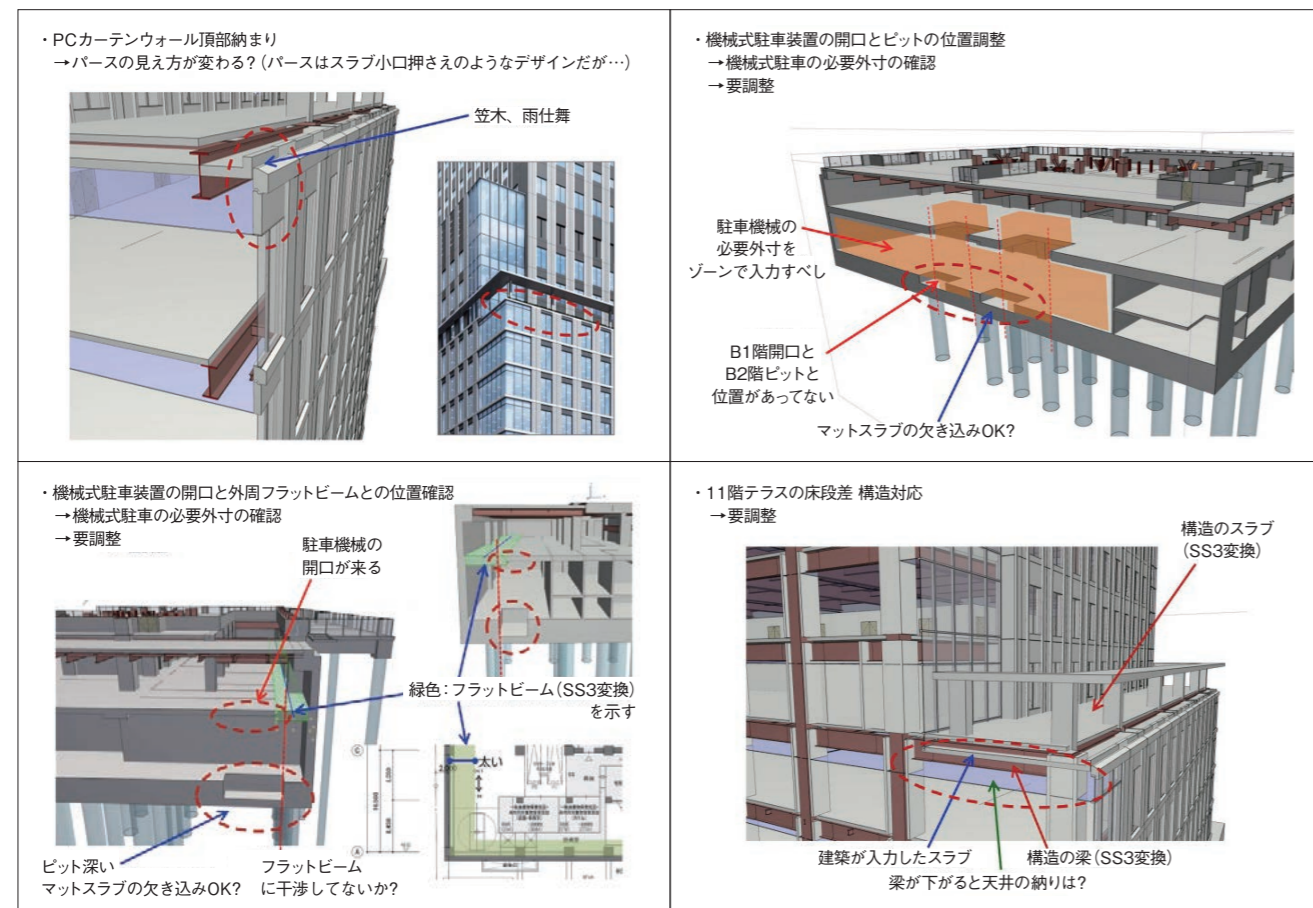 ・PCカーテンウォール頂部納まり
→パースの見え方が変わる？（パースはスラブ小口押さえのようなデザインだが…）
笠木、雨仕舞
・機械式駐車装置の開口とピットの位置調整
→機械式駐車の必要外寸の確認
→要調整
駐車機械の
必要外寸を
ゾーンで入力すべし
B1階開口と
B2階ピットと
位置があってない
マットスラブの欠き込みOK？
・機械式駐車装置の開口と外周フラットビームとの位置確認
→機械式駐車の必要外寸の確認
→要調整
駐車機械の
開口が来る
緑色：フラットビーム（SS3変換）
を示す
太い
ピット深い
マットスラブの欠き込みOK？
フラットビーム
に干渉してないか？
・11階テラスの床段差 構造対応
→要調整
構造のスラブ
（SS3変換）
建築が入力したスラブ
構造の梁（SS3変換）
梁が下がると天井の納りは？